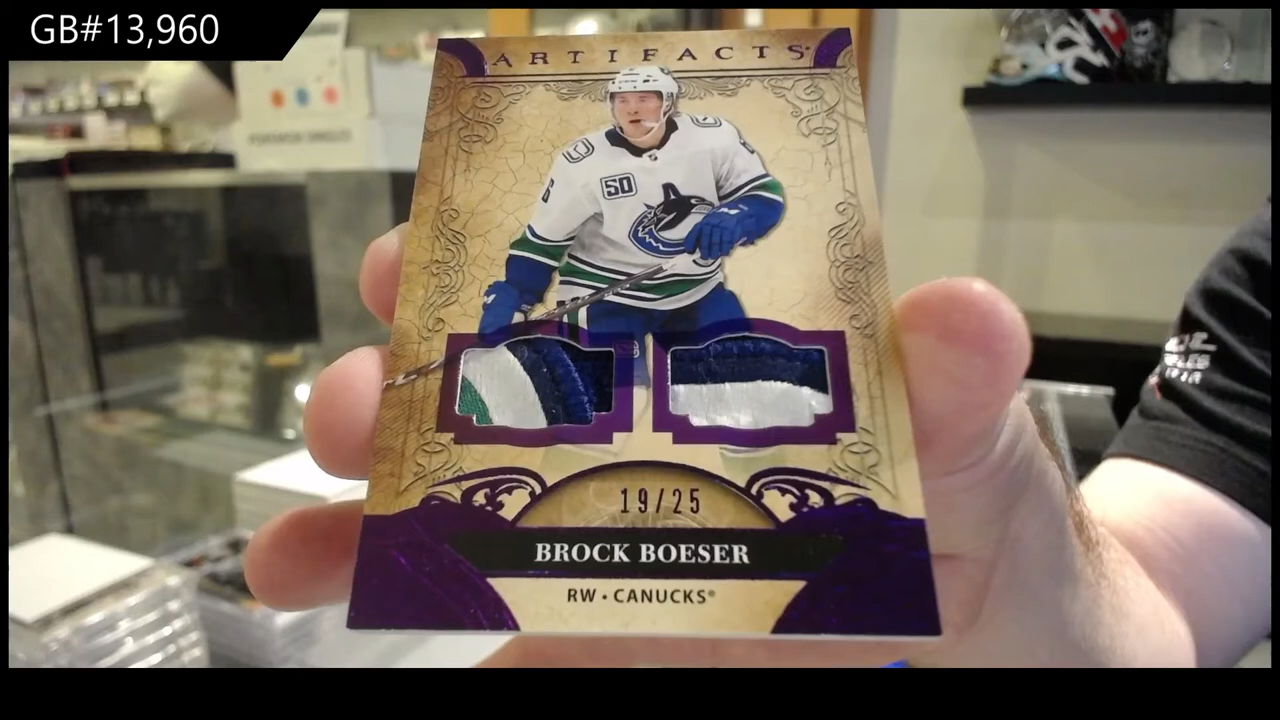 GB#13,960
ARTIFACTS
50
19/25
BROCK BOESER
RW • CANUCKS®